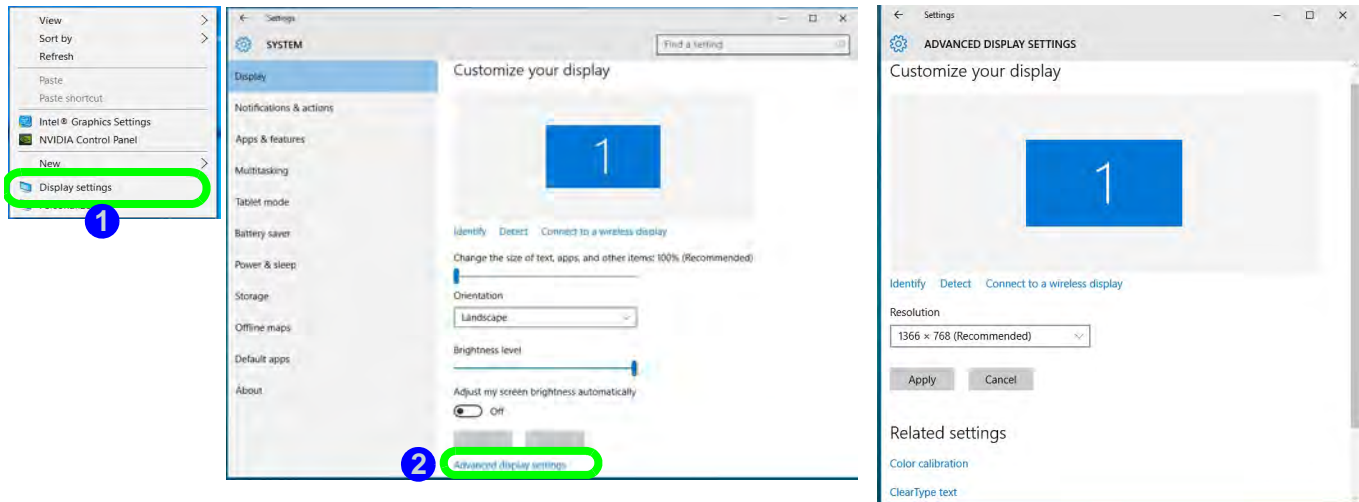 View
Sort by
Refresh
Paste
Paste shortcut
Intel® Graphics Settings
NVIDIA Control Panel
New
Display settings
1
← Settings
SYSTEM
Find a setting
Display
Notifications & actions
Apps & features
Multitasking
Tablet mode
Battery saver
Power & sleep
Storage
Offline maps
Default apps
About
Customize your display
1
Identify Detect Connect to a wireless display
Change the size of text, apps, and other items: 100% (Recommended)
Orientation
Landscape
Brightness level
Adjust my screen brightness automatically
Off
2
Advanced display settings
← Settings
ADVANCED DISPLAY SETTINGS
Customize your display
1
Identify Detect Connect to a wireless display
Resolution
1366 × 768 (Recommended)
Apply Cancel
Related settings
Color calibration
ClearType text